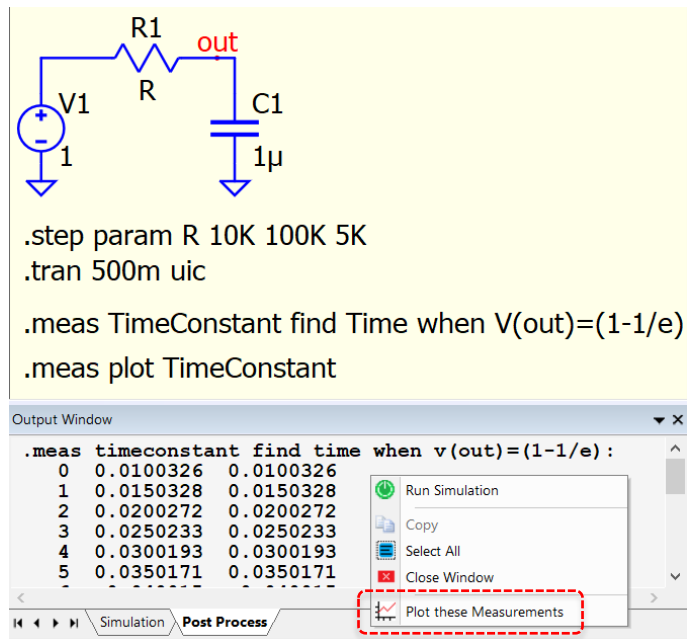 R1
out
R
V1
C1
1
1µ
.step param R 10K 100K 5K
.tran 500m uic
.meas TimeConstant find Time when V(out)=(1-1/e)
.meas plot TimeConstant
Output Window
.meas timeconstant find time when v(out)=(1-1/e):
0 0.0100326 0.0100326
1 0.0150328 0.0150328
2 0.0200272 0.0200272
3 0.0250233 0.0250233
4 0.0300193 0.0300193
5 0.0350171 0.0350171
Run Simulation
Copy
Select All
Close Window
Plot these Measurements
Simulation
Post Process